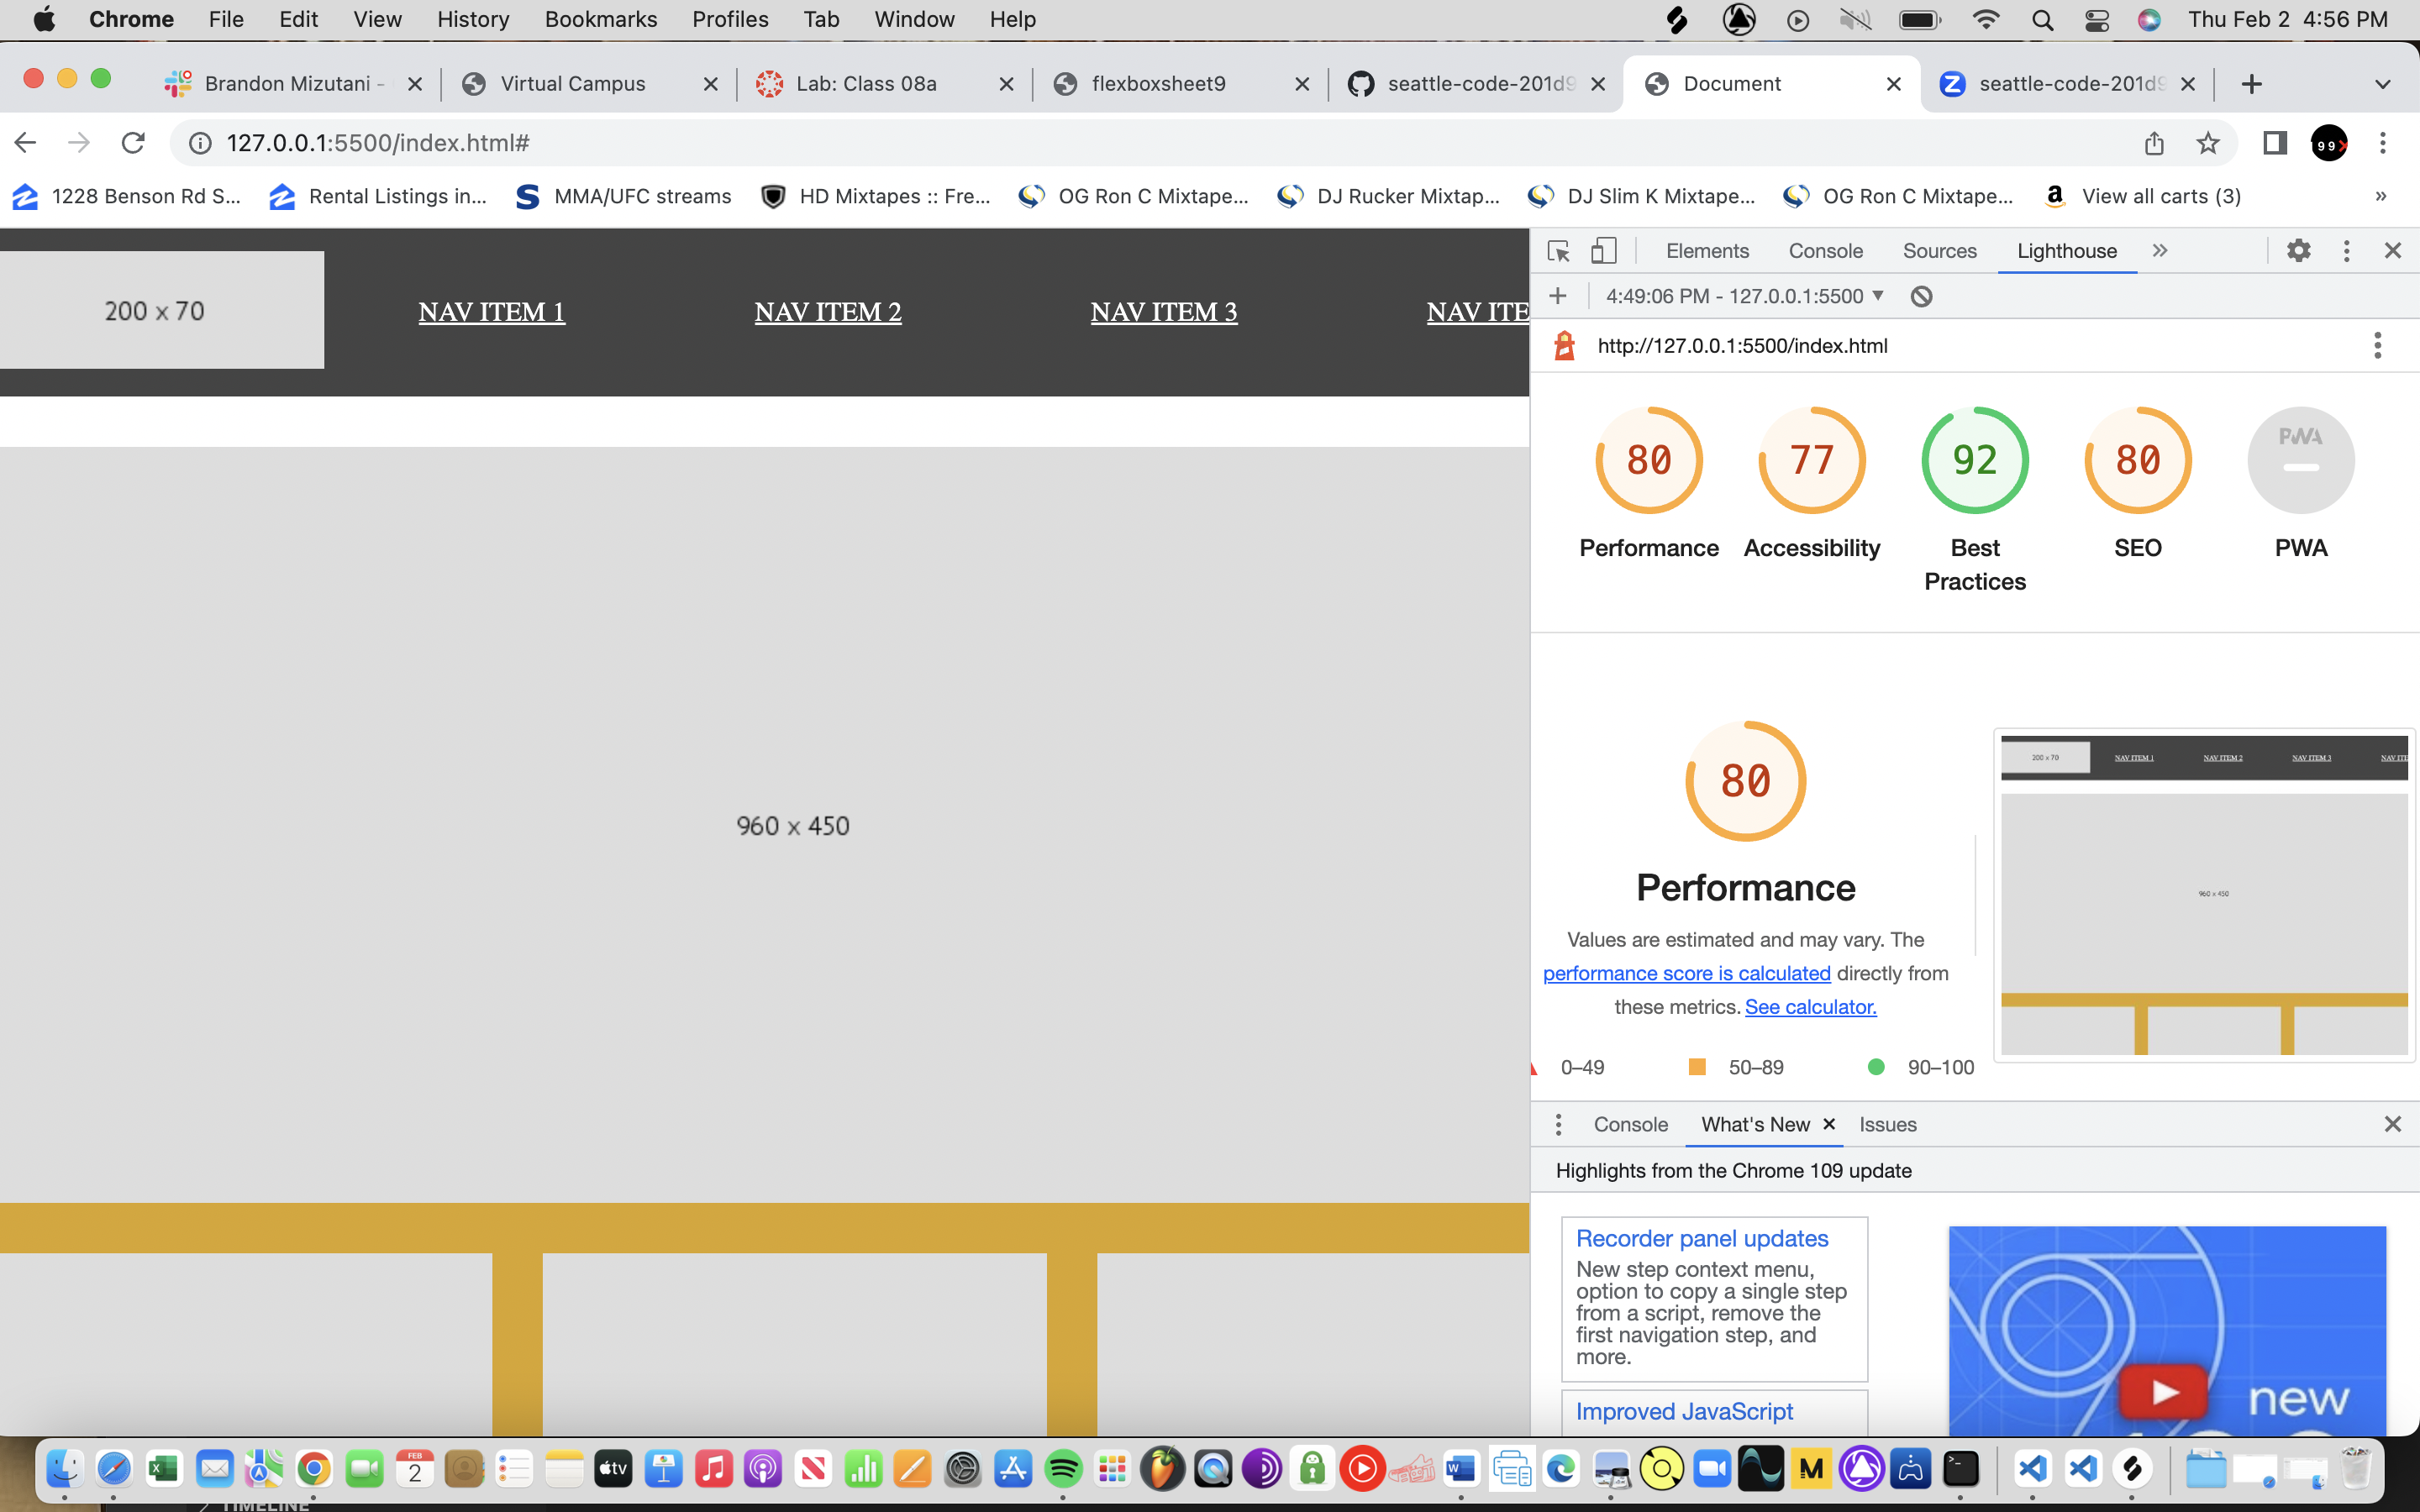 Chrome File Edit View History Bookmarks Profiles Tab Window Help Thu Feb 2 4:56 PM
Brandon Mizutani - Virtual Campus Lab: Class 08a flexboxsheet9 seattle-code-201d9 Document seattle-code-201d9
127.0.0.1:5500/index.html#
99X
1228 Benson Rd S... Rental Listings in... MMA/UFC streams HD Mixtapes :: Fre... OG Ron C Mixtape... DJ Rucker Mixtap... DJ Slim K Mixtape... OG Ron C Mixtape... View all carts (3) »
200 x 70
NAV ITEM 1
NAV ITEM 2
NAV ITEM 3
NAV ITE
960 x 450
Elements Console Sources Lighthouse
4:49:06 PM - 127.0.0.1:5500
http://127.0.0.1:5500/index.html
80 77 92 80 PWA
Performance Accessibility Best Practices SEO PWA
80
Performance
Values are estimated and may vary. The
performance score is calculated directly from
these metrics. See calculator.
0–49 50–89 90–100
200 x 70 NAV ITEM 1 NAV ITEM 2 NAV ITEM 3 NAV ITE
960 x 450
Console What's New Issues
Highlights from the Chrome 109 update
Recorder panel updates
New step context menu,
option to copy a single step
from a script, remove the
first navigation step, and
more.
Improved JavaScript
new
FEB
2
tv
TIMELINE